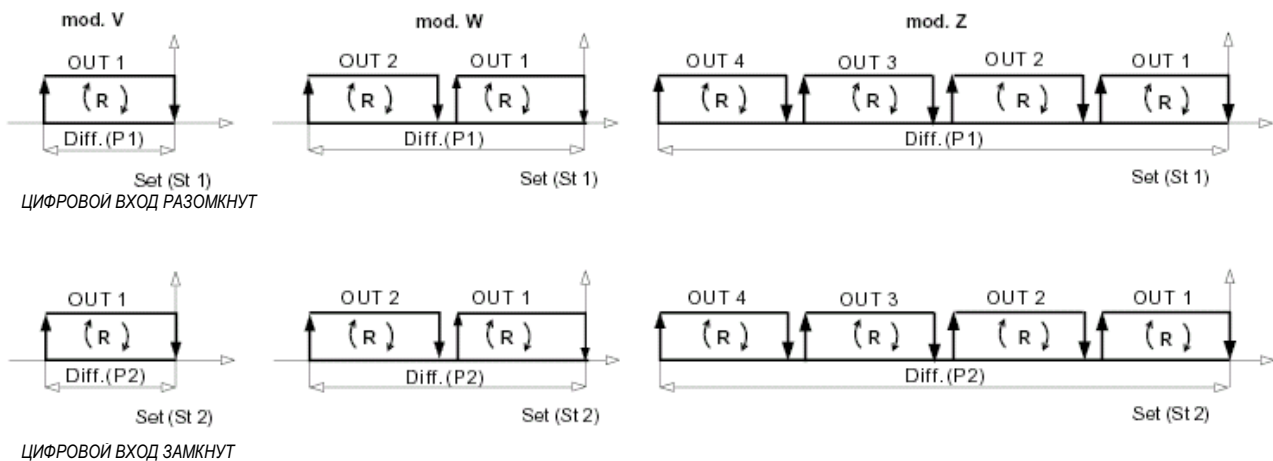 mod. V mod. W mod. Z
OUT 1 OUT 2 OUT 1 OUT 4 OUT 3 OUT 2 OUT 1
R R R R R R R
Diff.(P1) Diff.(P1) Diff.(P1)
Set (St 1) Set (St 1) Set (St 1)
ЦИФРОВОЙ ВХОД РАЗОМКНУТ
OUT 1 OUT 2 OUT 1 OUT 4 OUT 3 OUT 2 OUT 1
R R R R R R R
Diff.(P2) Diff.(P2) Diff.(P2)
Set (St 2) Set (St 2) Set (St 2)
ЦИФРОВОЙ ВХОД ЗАМКНУТ